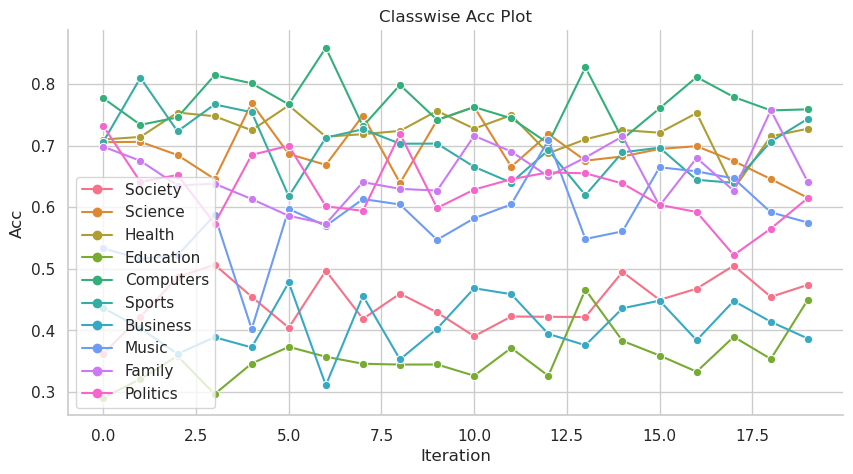 Classwise Acc Plot
Acc
0.8
0.7
0.6
0.5
0.4
0.3
Society
Science
Health
Education
Computers
Sports
Business
Music
Family
Politics
0.0 2.5 5.0 7.5 10.0 12.5 15.0 17.5
Iteration